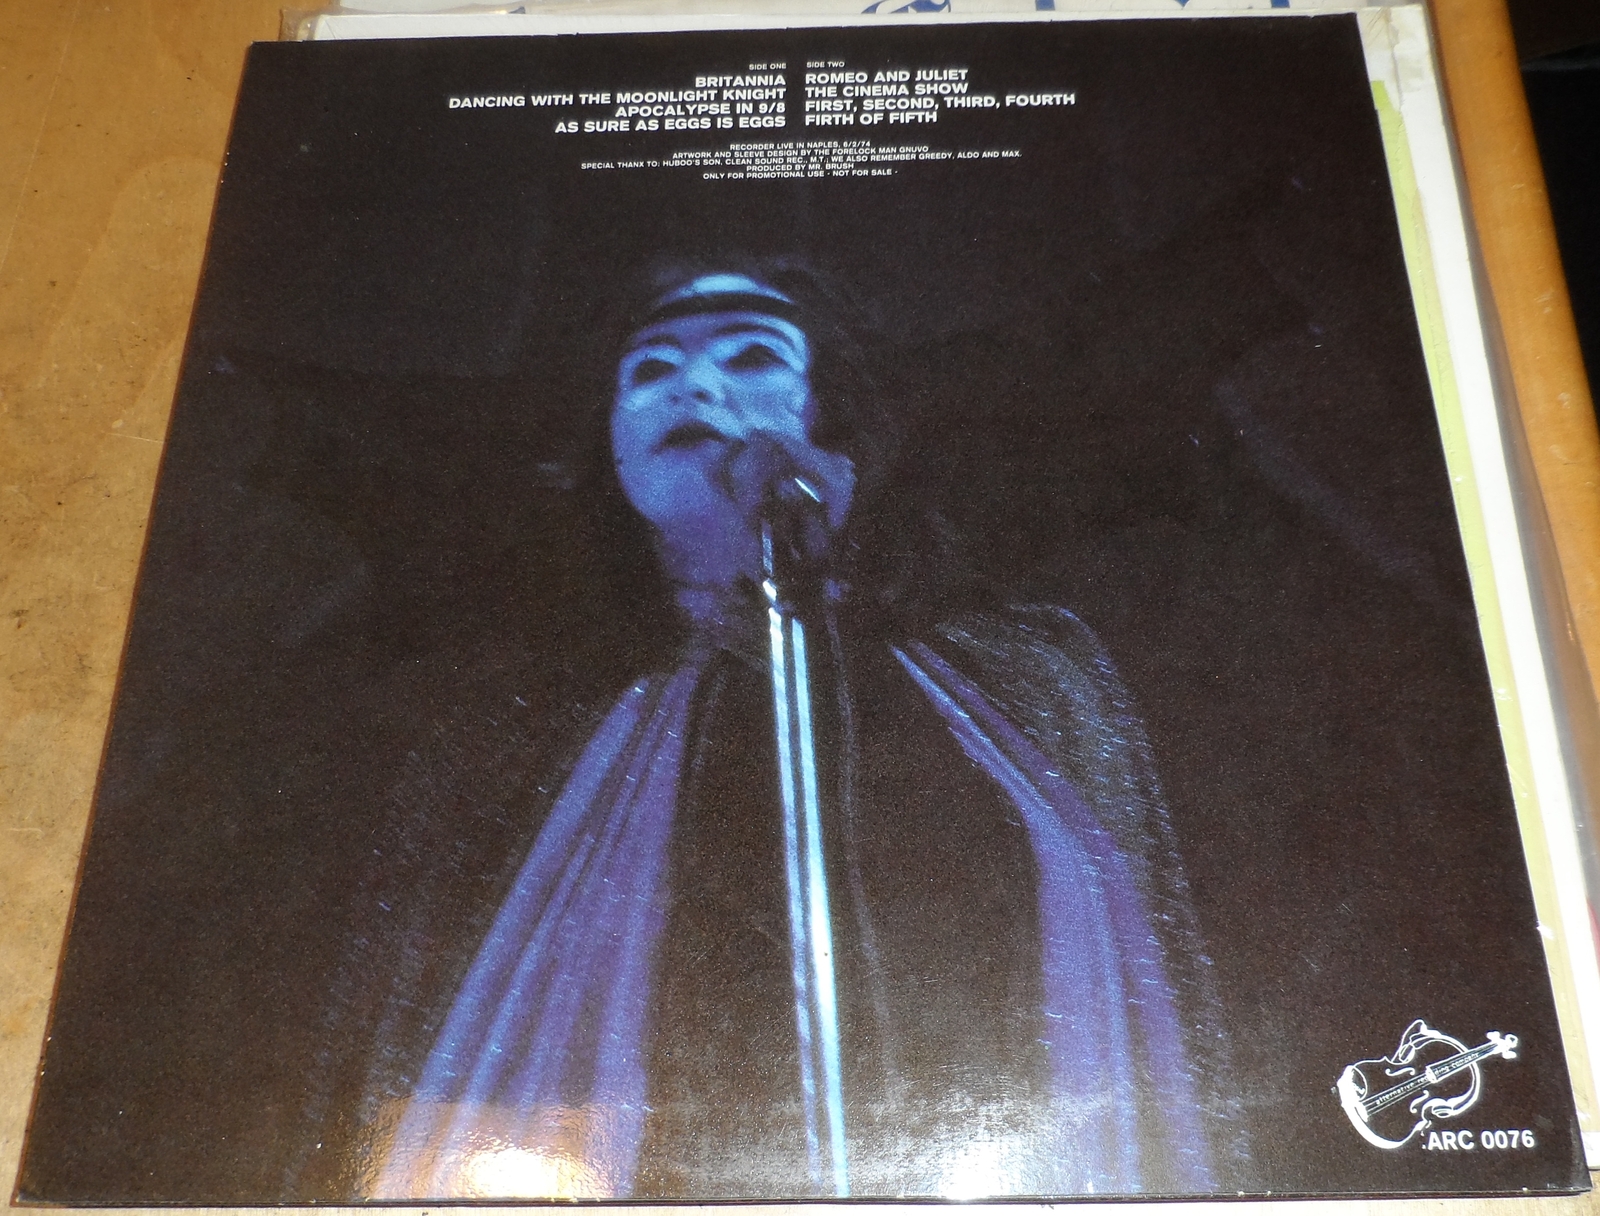 SIDE ONE
BRITANNIA
DANCING WITH THE MOONLIGHT KNIGHT
APOCALYPSE IN 9/8
AS SURE AS EGGS IS EGGS
SIDE TWO
ROMEO AND JULIET
THE CINEMA SHOW
FIRST, SECOND, THIRD, FOURTH
FIRTH OF FIFTH
RECORDER LIVE IN NAPLES, 6/2/74
ARTWORK AND SLEEVE DESIGN BY THE FORELOCK MAN GNUVO
SPECIAL THANX TO: HUBOO'S SON, CLEAN SOUND REC., M.T.; WE ALSO REMEMBER GREEDY, ALDO AND MAX.
PRODUCED BY MR. BRUSH
ONLY FOR PROMOTIONAL USE - NOT FOR SALE -
alternative recording company
ARC 0076